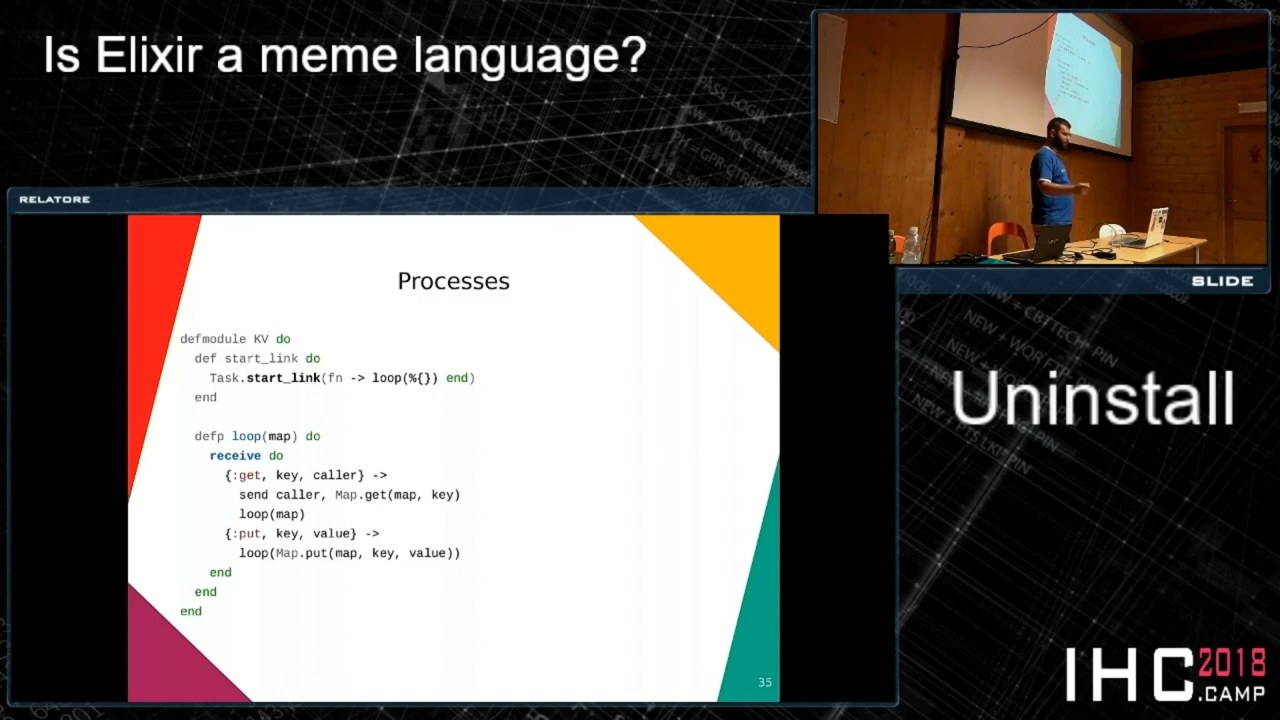 Is Elixir a meme language?
RELATORE
Processes
defmodule KV do
  def start_link do
    Task.start_link(fn -> loop(%{}) end)
  end

  defp loop(map) do
    receive do
      {:get, key, caller} ->
        send caller, Map.get(map, key)
        loop(map)
      {:put, key, value} ->
        loop(Map.put(map, key, value))
    end
  end
end
35
SLIDE
Uninstall
IHC 2018
.CAMP